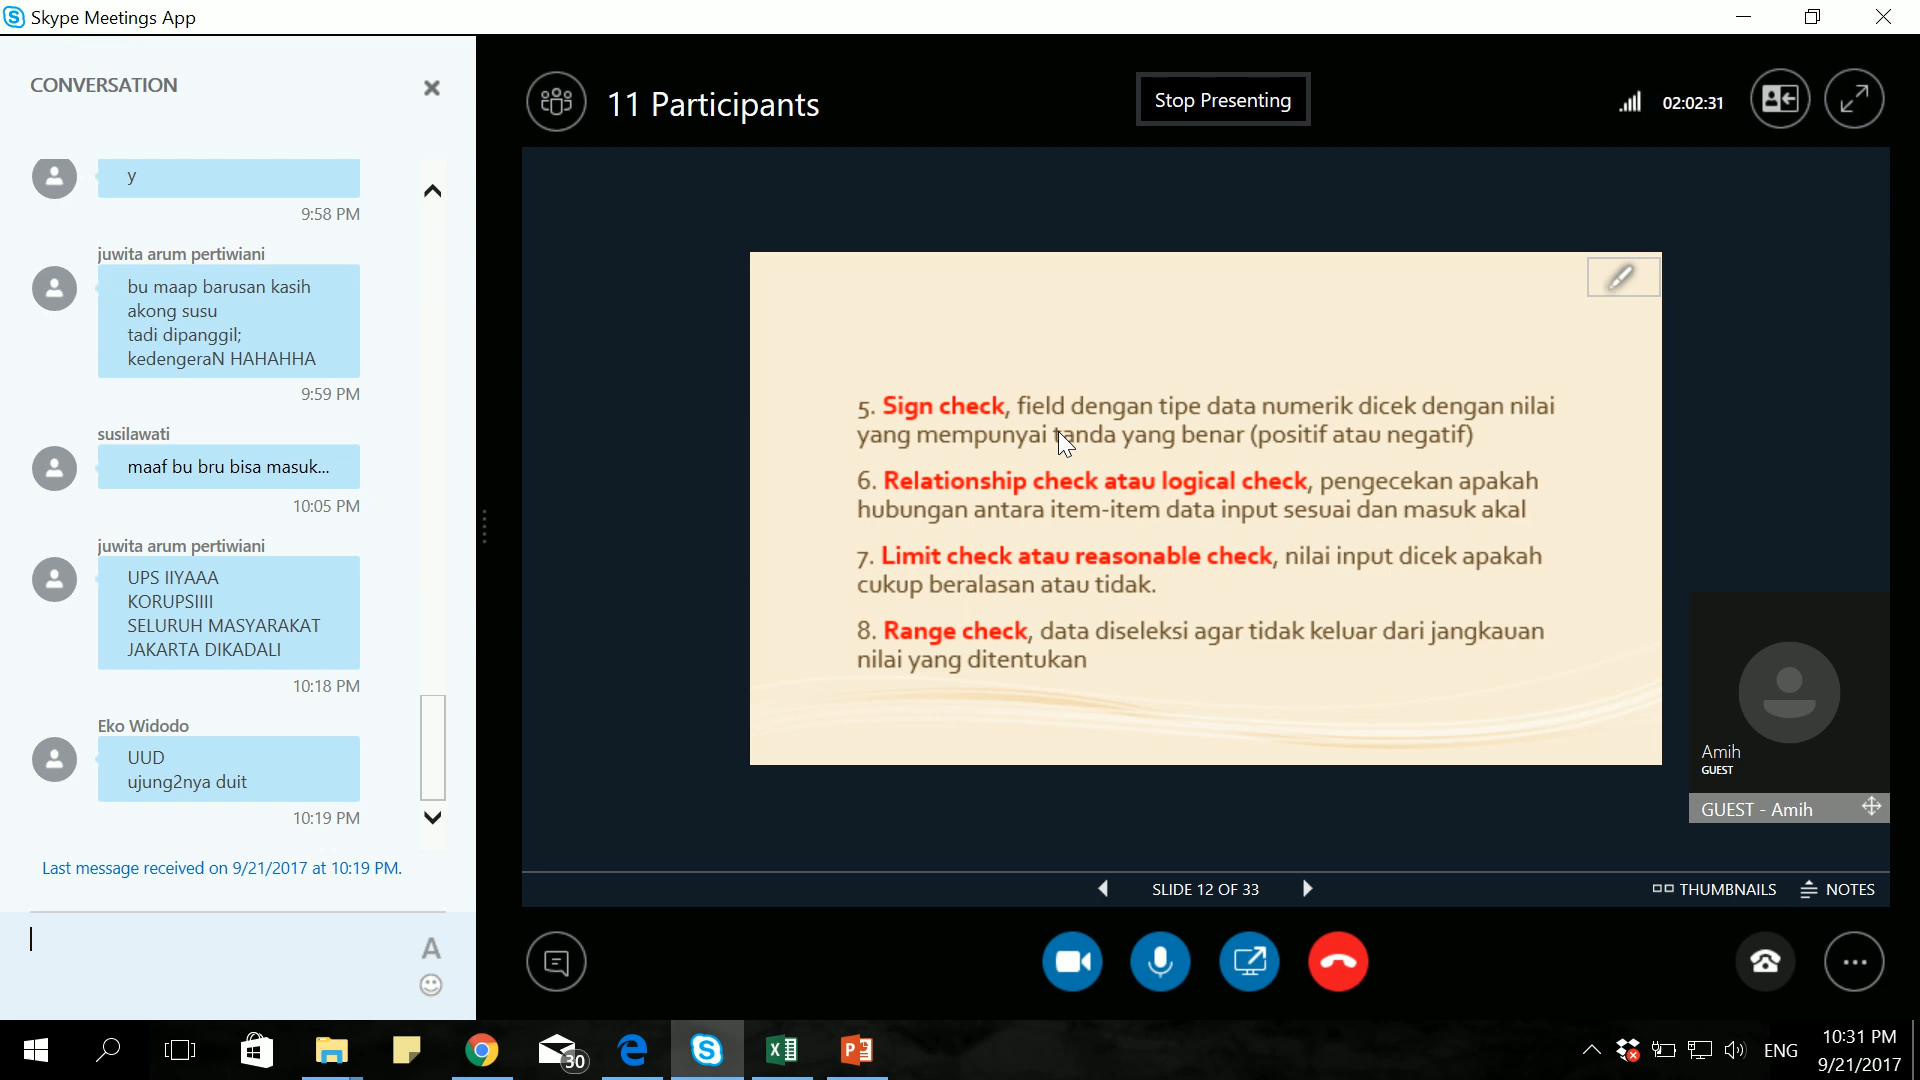 Skype Meetings App
CONVERSATION
y
9:58 PM
juwita arum pertiwiani
bu maap barusan kasih
akong susu
tadi dipanggil;
kedengeraN HAHAHHA
9:59 PM
susilawati
maaf bu bru bisa masuk...
10:05 PM
juwita arum pertiwiani
UPS IIYAAA
KORUPSIIII
SELURUH MASYARAKAT
JAKARTA DIKADALI
10:18 PM
Eko Widodo
UUD
ujung2nya duit
10:19 PM
Last message received on 9/21/2017 at 10:19 PM.
A
11 Participants
Stop Presenting
02:02:31
5. Sign check, field dengan tipe data numerik dicek dengan nilai
yang mempunyai tanda yang benar (positif atau negatif)
6. Relationship check atau logical check, pengecekan apakah
hubungan antara item-item data input sesuai dan masuk akal
7. Limit check atau reasonable check, nilai input dicek apakah
cukup beralasan atau tidak.
8. Range check, data diseleksi agar tidak keluar dari jangkauan
nilai yang ditentukan
Amih
GUEST
GUEST - Amih
SLIDE 12 OF 33
THUMBNAILS
NOTES
30
ENG
10:31 PM
9/21/2017